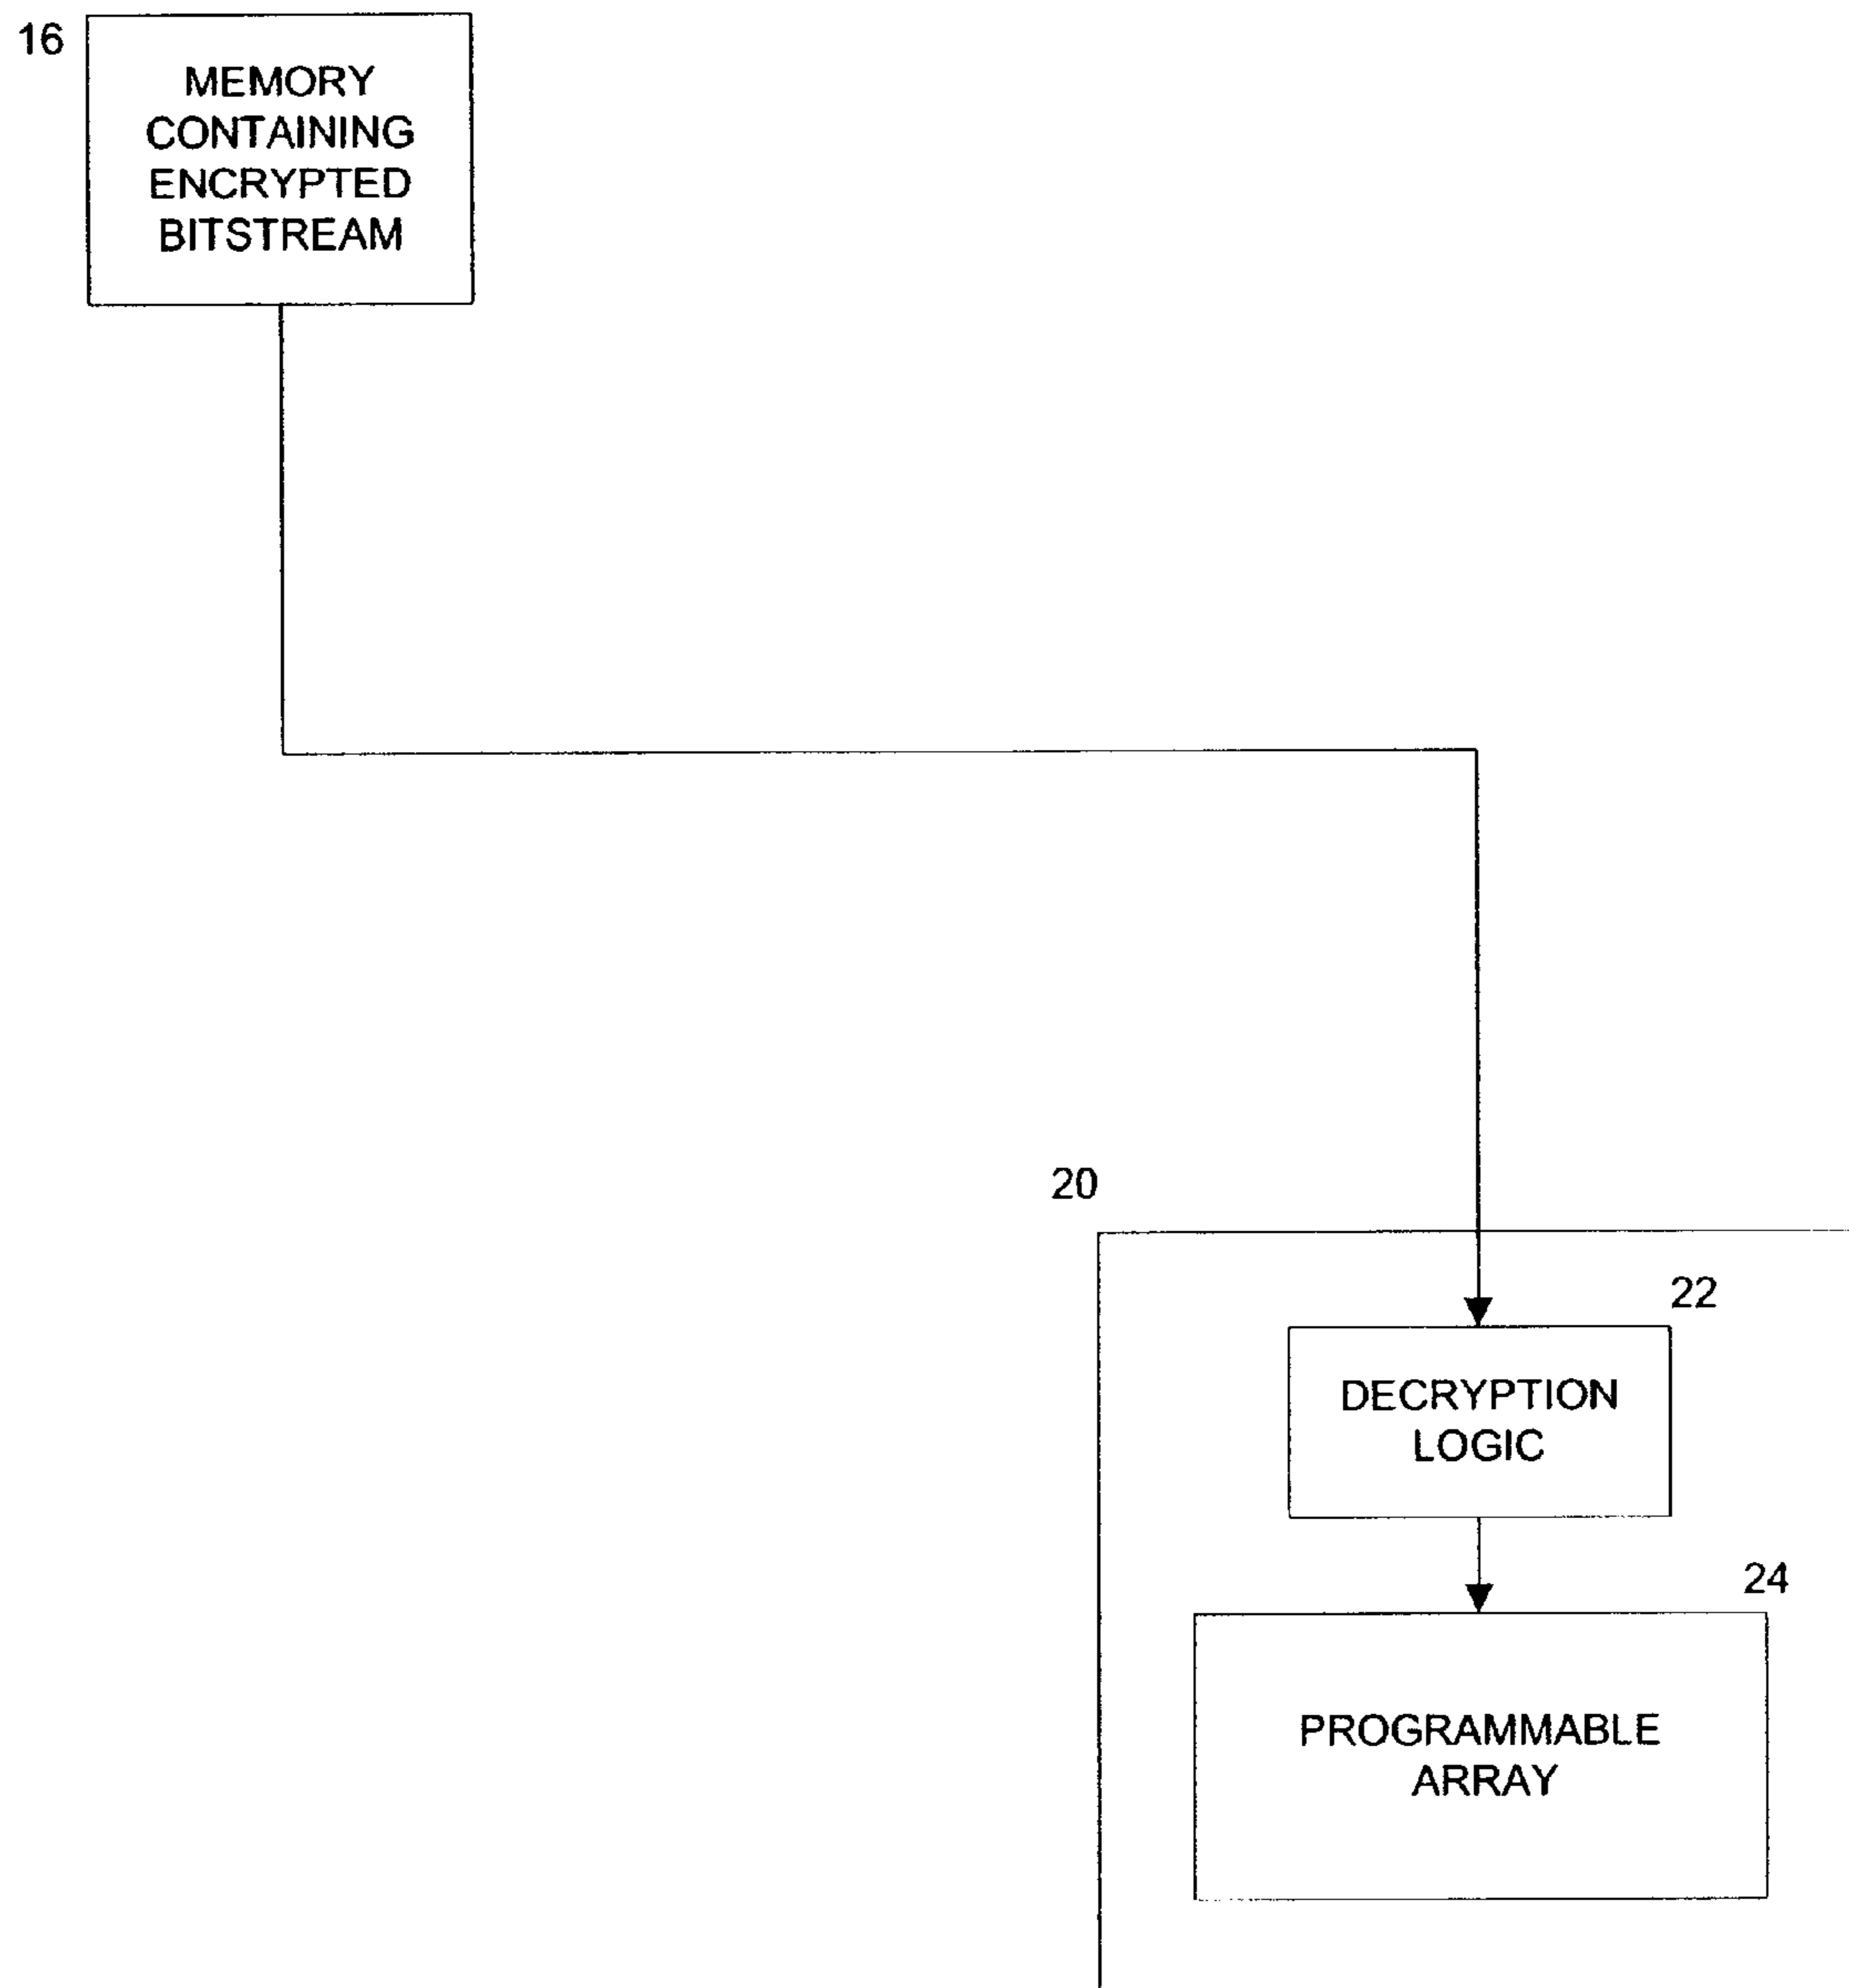 16
MEMORY
CONTAINING
ENCRYPTED
BITSTREAM
20
22
DECRYPTION
LOGIC
24
PROGRAMMABLE
ARRAY